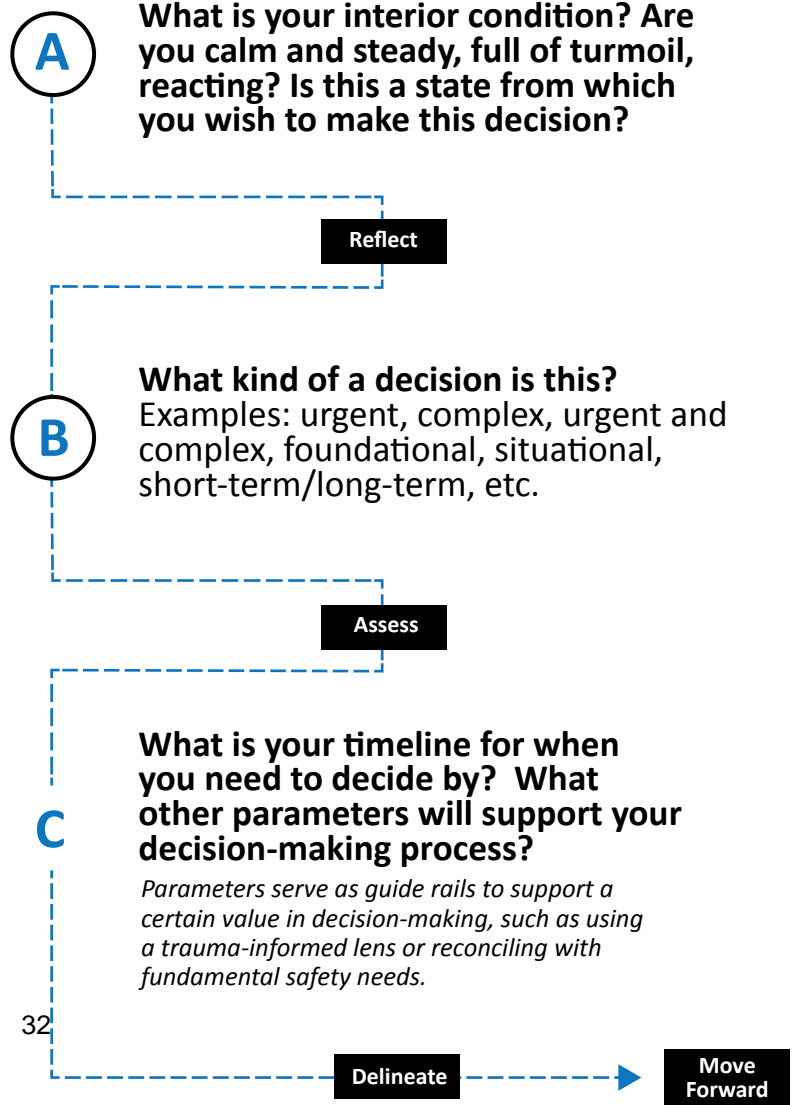 What is your interior condition? Are
A
you calm and steady, full of turmoil,
reacting? Is this a state from which
you wish to make this decision?
Reflect
What kind of a decision is this?
B
Examples: urgent, complex, urgent and
complex, foundational, situational,
short-term/long-term, etc.
Assess
What is your timeline for when
you need to decide by?  What
C
other parameters will support your
decision-making process?
Parameters serve as guide rails to support a
certain value in decision-making, such as using
a trauma-informed lens or reconciling with
fundamental safety needs.
32
Delineate
Move
Forward